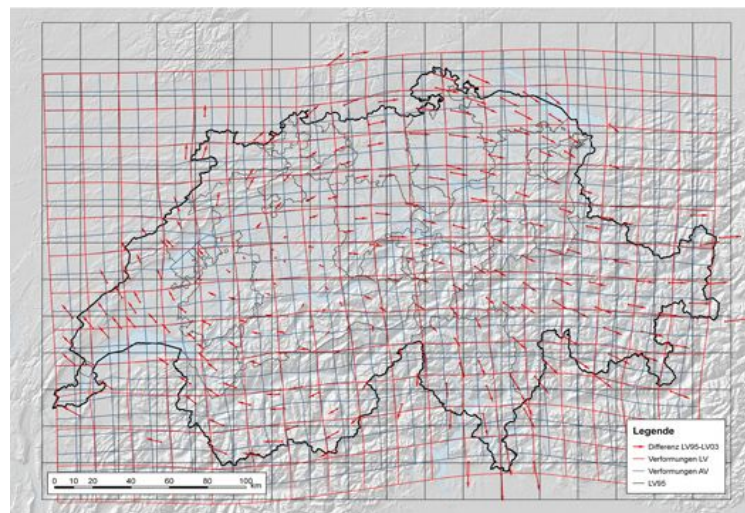 Legende
Differenz LV95-LV03
Verformungen LV
Verformungen AV
LV95
0 10 20 40 60 80 100
km